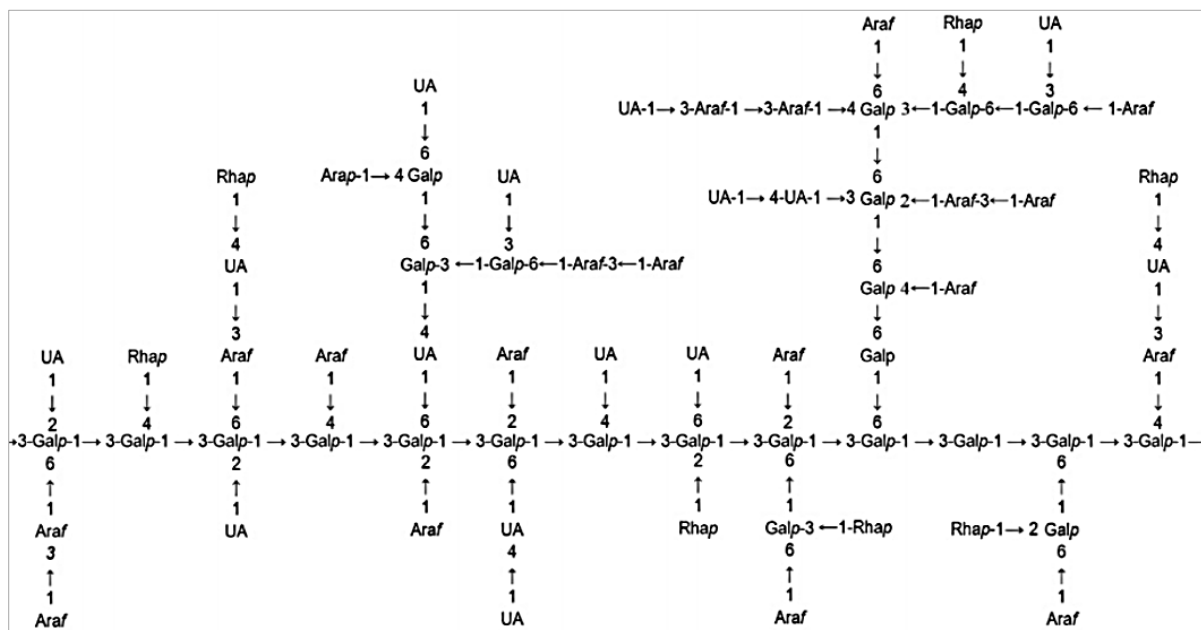 Araf Rhap UA
1 1 1
↓ ↓ ↓
UA 6 4 3
1 UA-1→ 3-Araf-1 →3-Araf-1→4 Galp 3←1-Galp-6←1-Galp-6 ← 1-Araf
↓ 1
6 ↓
Rhap Arap-1→ 4 Galp UA 6 Rhap
1 1 1 UA-1→ 4-UA-1 →3 Galp 2←1-Araf-3←1-Araf 1
↓ ↓ ↓ 1 ↓
4 6 3 ↓ 4
UA Galp-3 ←1-Galp-6←1-Araf-3←1-Araf 6 UA
1 1 Galp 4←1-Araf 1
↓ ↓ ↓ ↓
3 4 6 3
UA Rhap Araf Araf UA Araf UA UA Araf Galp Araf
1 1 1 1 1 1 1 1 1 1 1
↓ ↓ ↓ ↓ ↓ ↓ ↓ ↓ ↓ ↓ ↓
2 4 6 4 6 2 4 6 2 6 4
→3-Galp-1→ 3-Galp-1 → 3-Galp-1→ 3-Galp-1 → 3-Galp-1→ 3-Galp-1→ 3-Galp-1 → 3-Galp-1→ 3-Galp-1→ 3-Galp-1 → 3-Galp-1→ 3-Galp-1→ 3-Galp-1→
6 2 2 6 2 6 6
↑ ↑ ↑ ↑ ↑ ↑ ↑
1 1 1 1 1 1 1
Araf UA Araf UA Rhap Galp-3 ←1-Rhap Rhap-1→ 2 Galp
3 4 6 6
↑ ↑ ↑ ↑
1 1 1 1
Araf UA Araf Araf